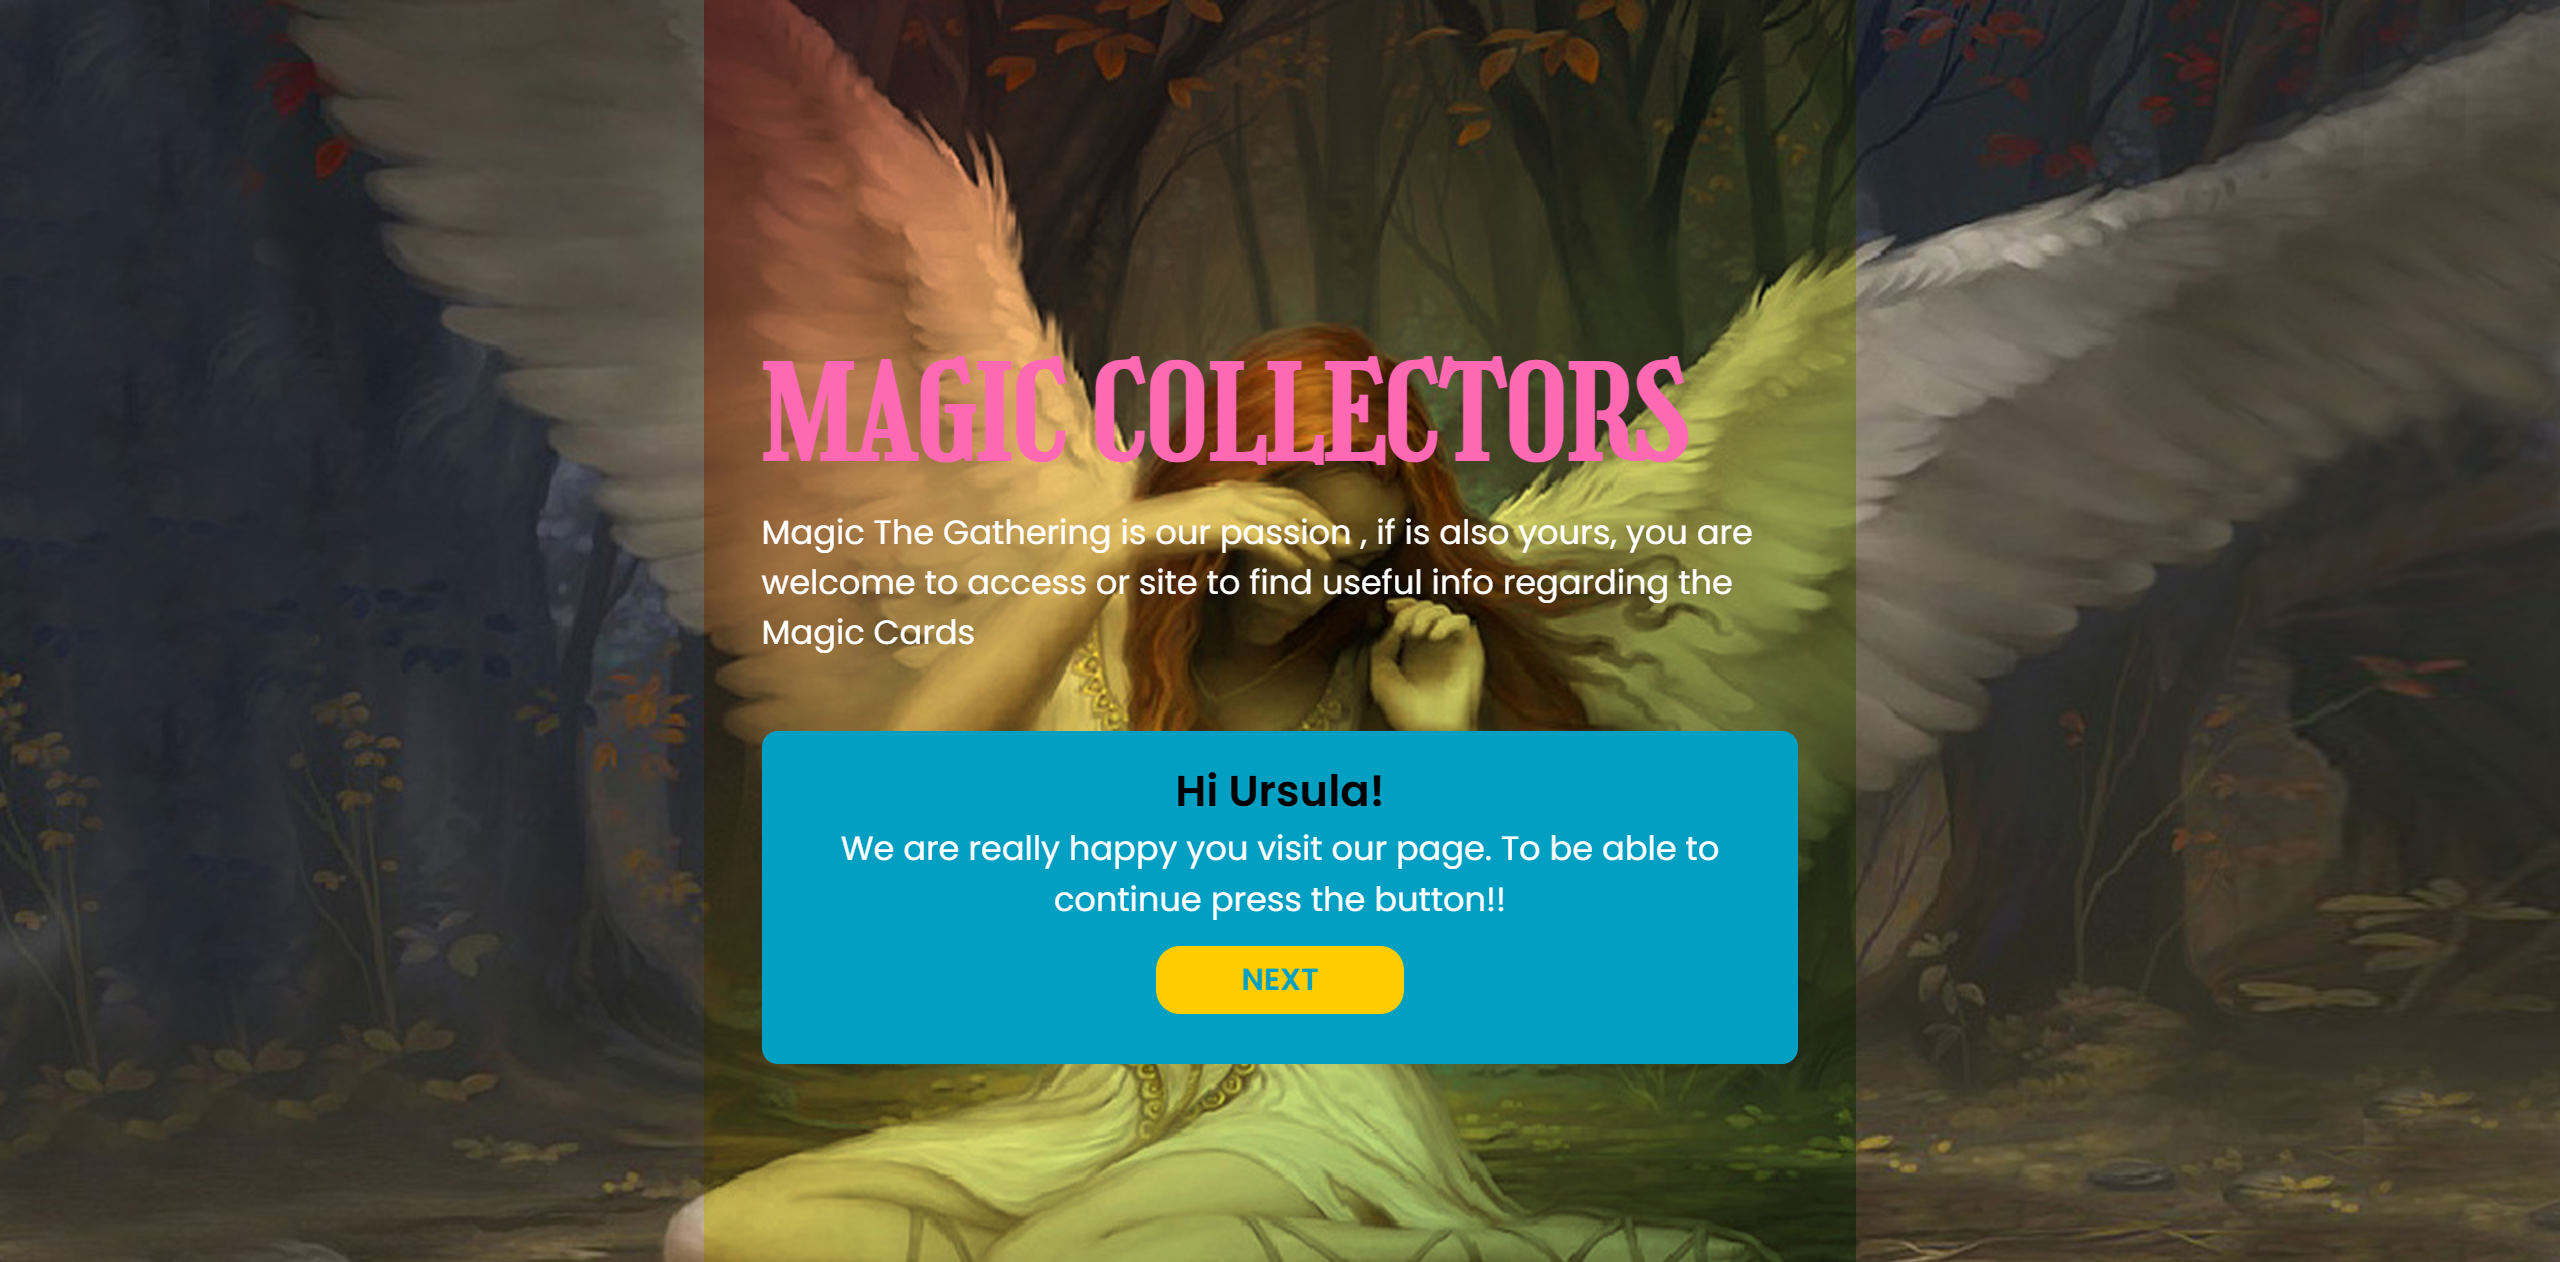 MAGIC COLLECTORS
Magic The Gathering is our passion , if is also yours, you are
welcome to access or site to find useful info regarding the
Magic Cards
Hi Ursula!
We are really happy you visit our page. To be able to
continue press the button!!
NEXT